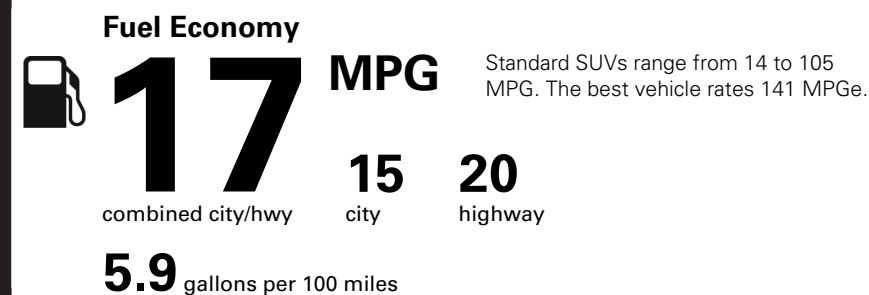 Fuel Economy
17 MPG
Standard SUVs range from 14 to 105
MPG. The best vehicle rates 141 MPGe.
15 20
combined city/hwy city highway
5.9 gallons per 100 miles